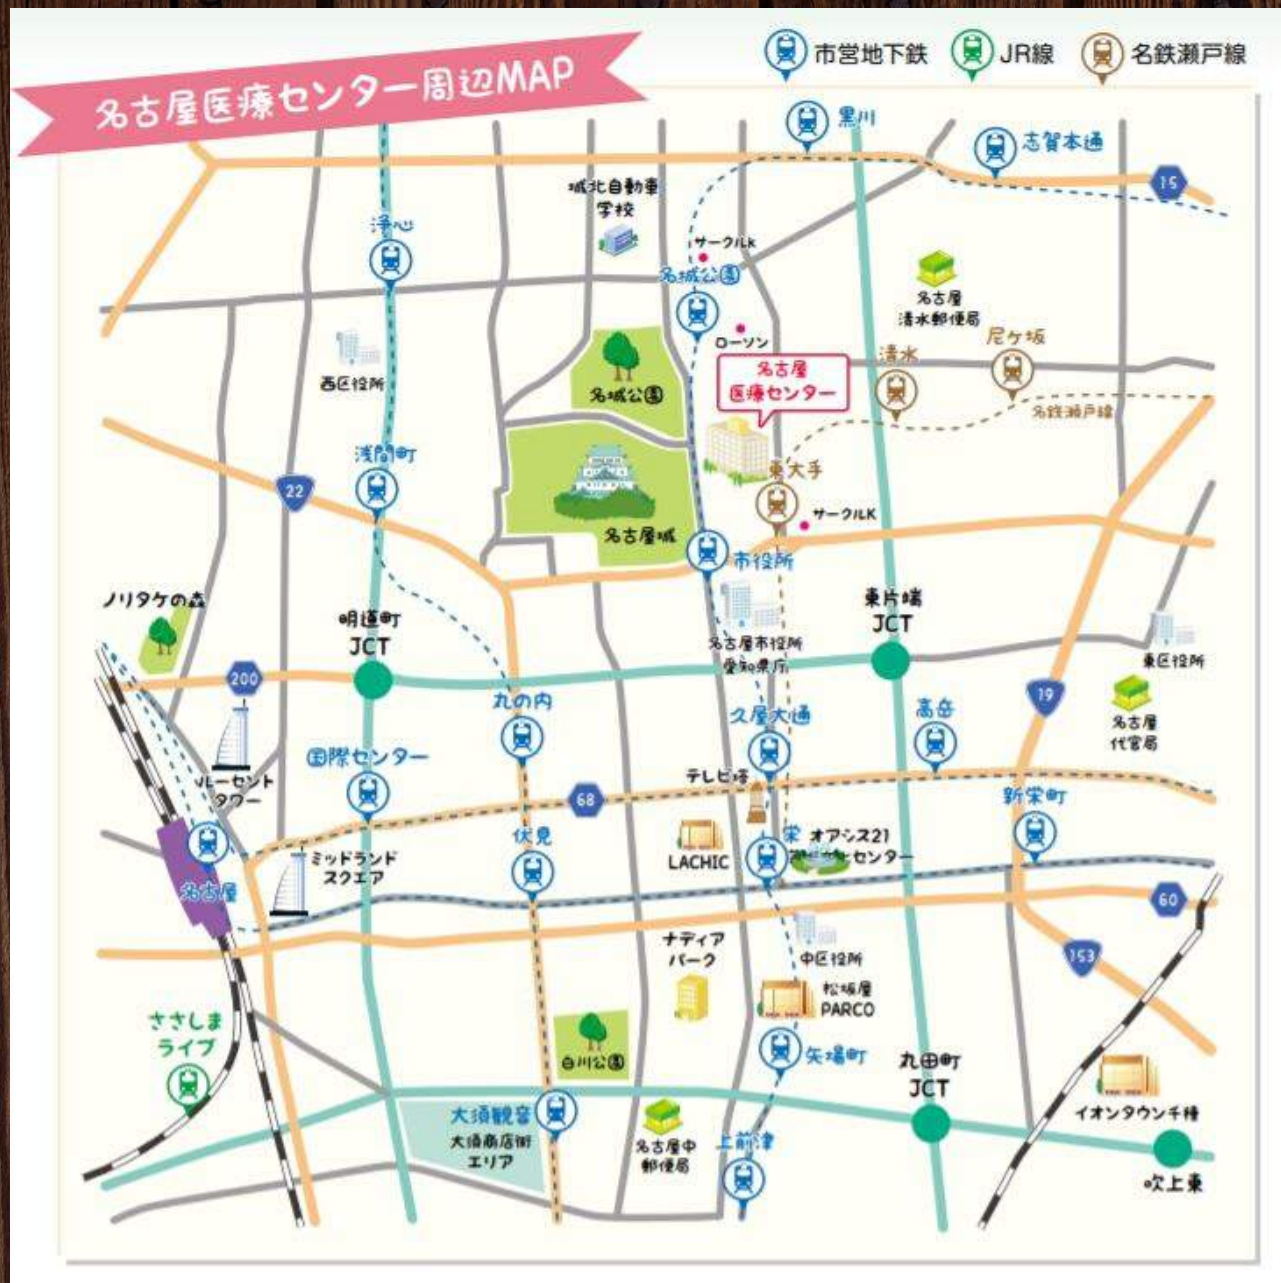 名古屋医療センター周辺MAP
市営地下鉄
JR線
名鉄瀬戸線
黒川
志賀本通
15
城北自動車
学校
浄心
サークルK
名城公園
名古屋
清水郵便局
ローソン
尼ケ坂
清水
西区役所
名古屋
医療センター
名城公園
名鉄瀬戸線
浅間町
東大手
22
サークルK
名古屋城
市役所
ノリタケの森
明道町
JCT
東片端
JCT
名古屋市役所
愛知県庁
東区役所
200
19
丸の内
久屋大通
高岳
名古屋
代官局
国際センター
ルーセント
タワー
テレビ塔
68
新栄町
伏見
栄
オアシス21
センター
ミッドランド
スクエア
LACHIC
名古屋
60
ナディア
パーク
中区役所
153
松坂屋
PARCO
ささしま
ライブ
白川公園
矢場町
丸田町
JCT
大須観音
大須商店街
エリア
名古屋中
郵便局
上前津
イオンタウン千種
吹上東